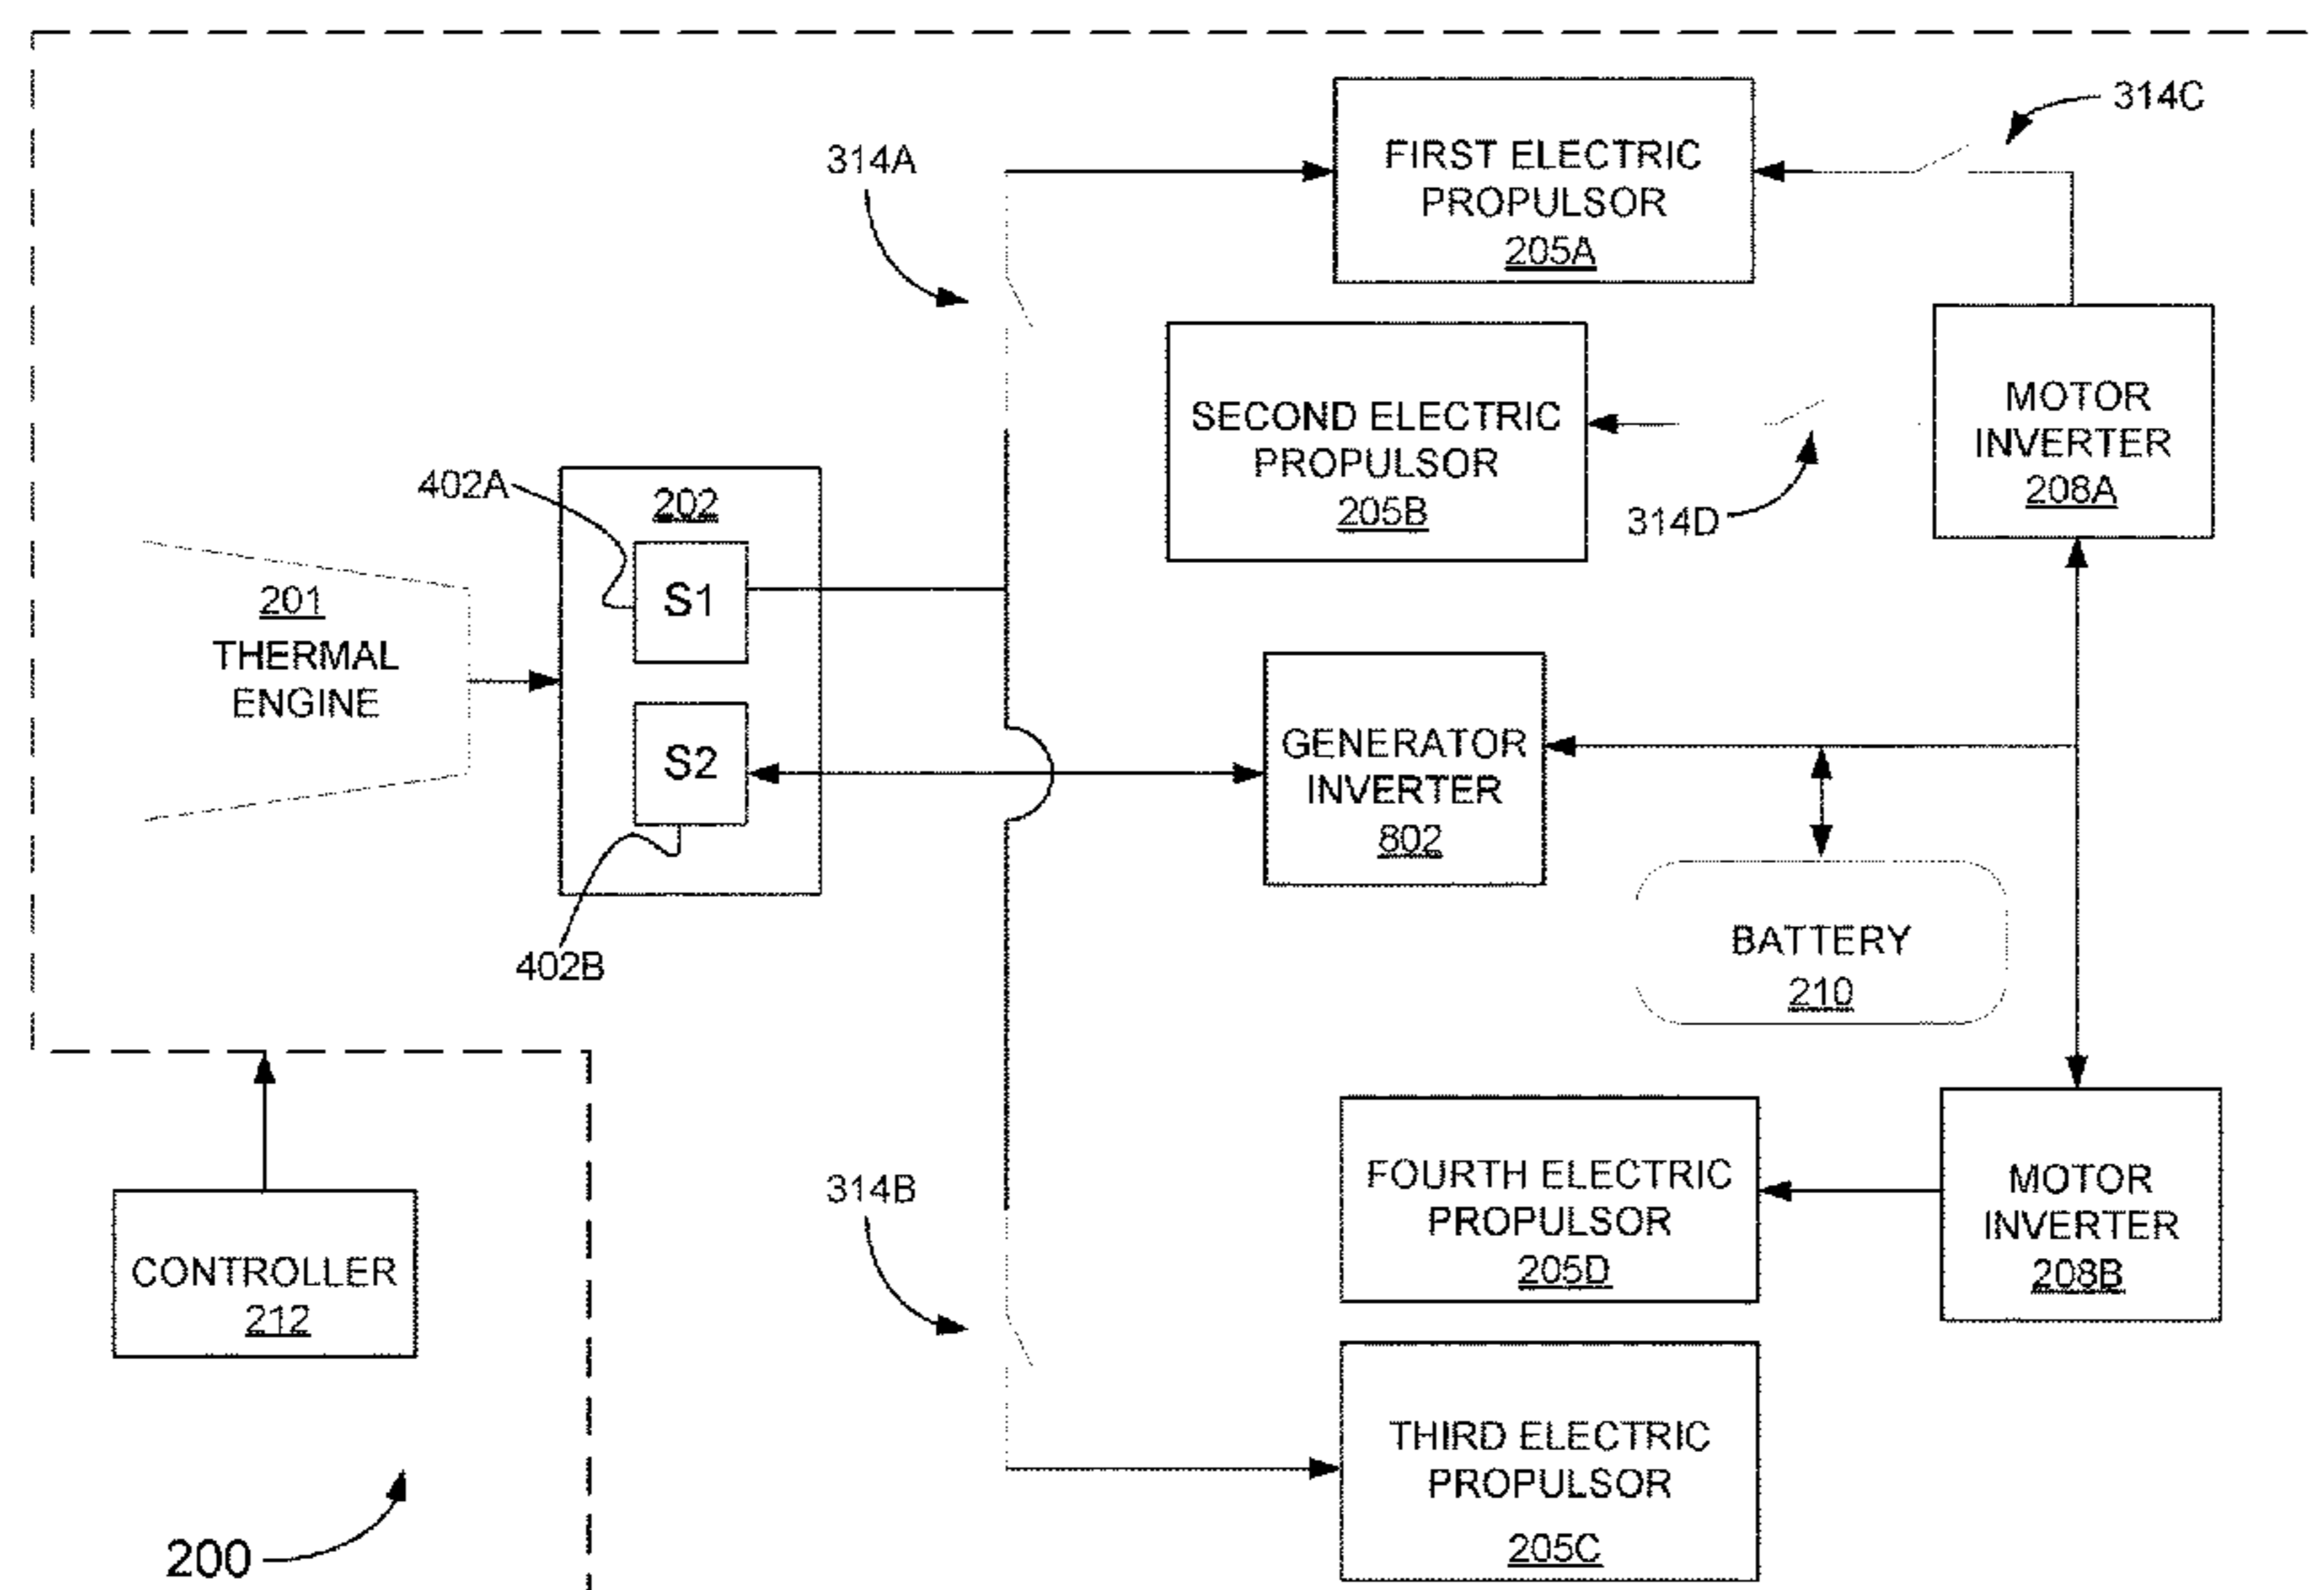 314C
314A
FIRST ELECTRIC
PROPULSOR
205A
SECOND ELECTRIC
PROPULSOR
205B
314D
MOTOR
INVERTER
208A
402A
202
S1
201
THERMAL
ENGINE
S2
402B
GENERATOR
INVERTER
802
BATTERY
210
314B
FOURTH ELECTRIC
PROPULSOR
205D
MOTOR
INVERTER
208B
CONTROLLER
212
THIRD ELECTRIC
PROPULSOR
205C
200